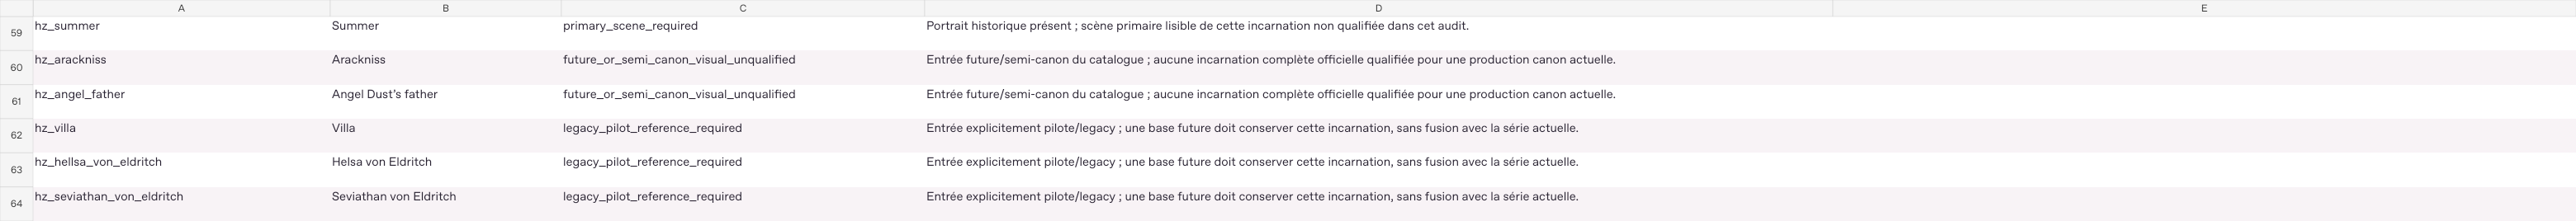 A B C D E
59 hz_summer Summer primary_scene_required Portrait historique présent ; scène primaire lisible de cette incarnation non qualifiée dans cet audit.
60 hz_arackniss Arackniss future_or_semi_canon_visual_unqualified Entrée future/semi-canon du catalogue ; aucune incarnation complète officielle qualifiée pour une production canon actuelle.
61 hz_angel_father Angel Dust’s father future_or_semi_canon_visual_unqualified Entrée future/semi-canon du catalogue ; aucune incarnation complète officielle qualifiée pour une production canon actuelle.
62 hz_villa Villa legacy_pilot_reference_required Entrée explicitement pilote/legacy ; une base future doit conserver cette incarnation, sans fusion avec la série actuelle.
63 hz_hellsa_von_eldritch Helsa von Eldritch legacy_pilot_reference_required Entrée explicitement pilote/legacy ; une base future doit conserver cette incarnation, sans fusion avec la série actuelle.
64 hz_seviathan_von_eldritch Seviathan von Eldritch legacy_pilot_reference_required Entrée explicitement pilote/legacy ; une base future doit conserver cette incarnation, sans fusion avec la série actuelle.